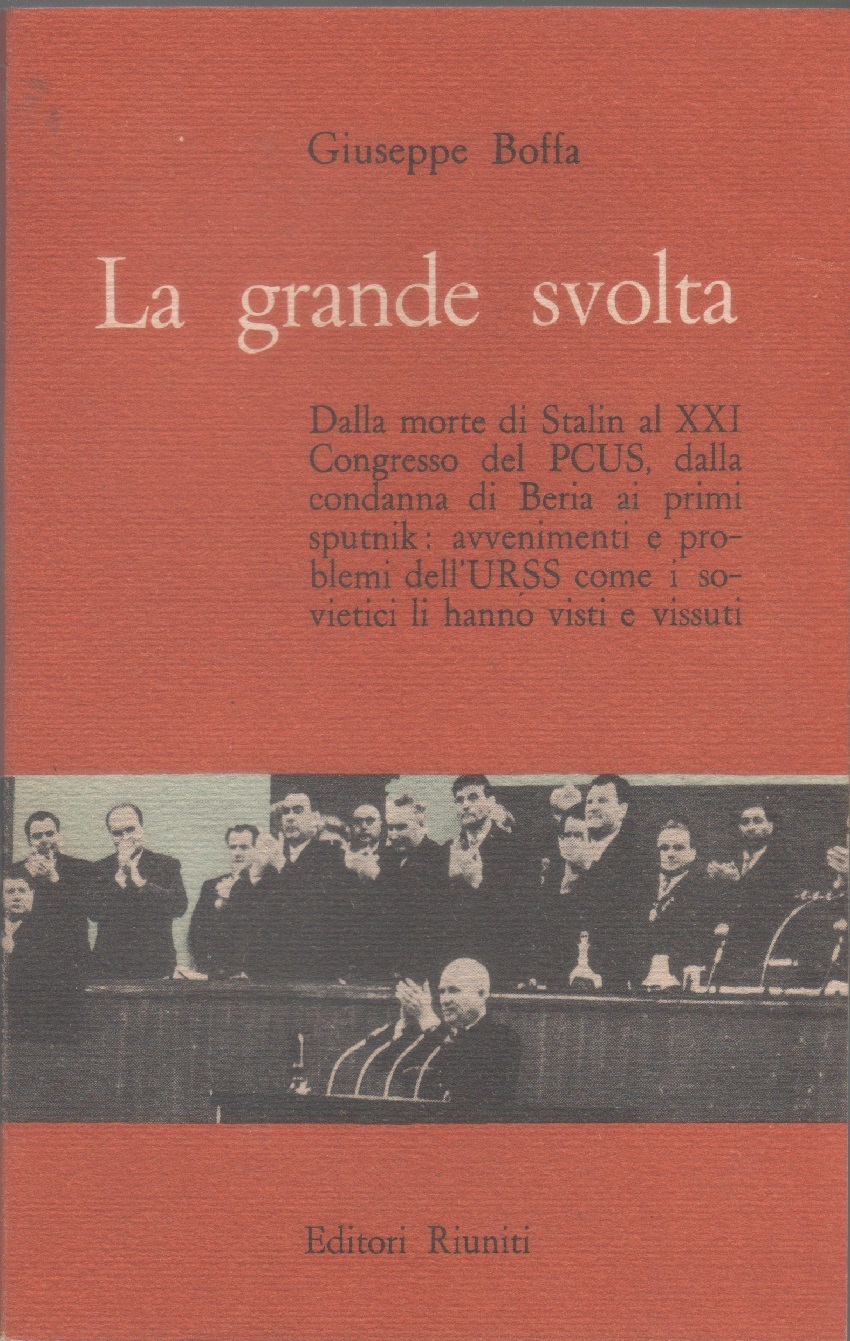 Giuseppe Boffa
La grande svolta
Dalla morte di Stalin al XXI
Congresso del PCUS, dalla
condanna di Beria ai primi
sputnik: avvenimenti e pro-
blemi dell'URSS come i so-
vietici li hanno visti e vissuti
Editori Riuniti